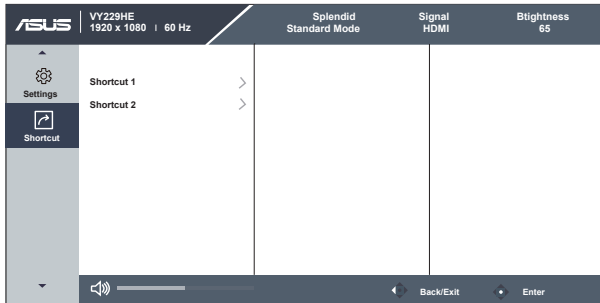 ASUS
VY229HE
1920 x 1080 | 60 Hz
Splendid
Standard Mode
Signal
HDMI
Btightness
65
Settings
Shortcut
Shortcut 1
Shortcut 2
Back/Exit
Enter